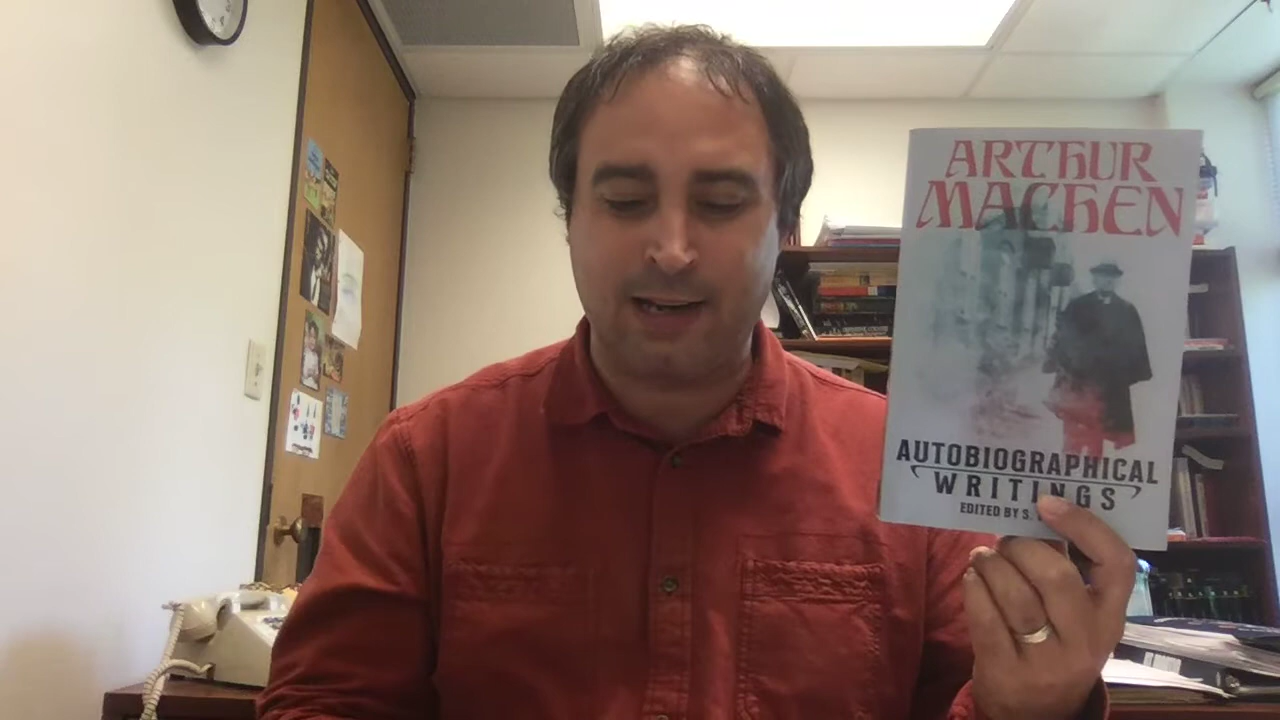 ARTHUR
MACHEN
AUTOBIOGRAPHICAL
WRITINGS
EDITED BY S.